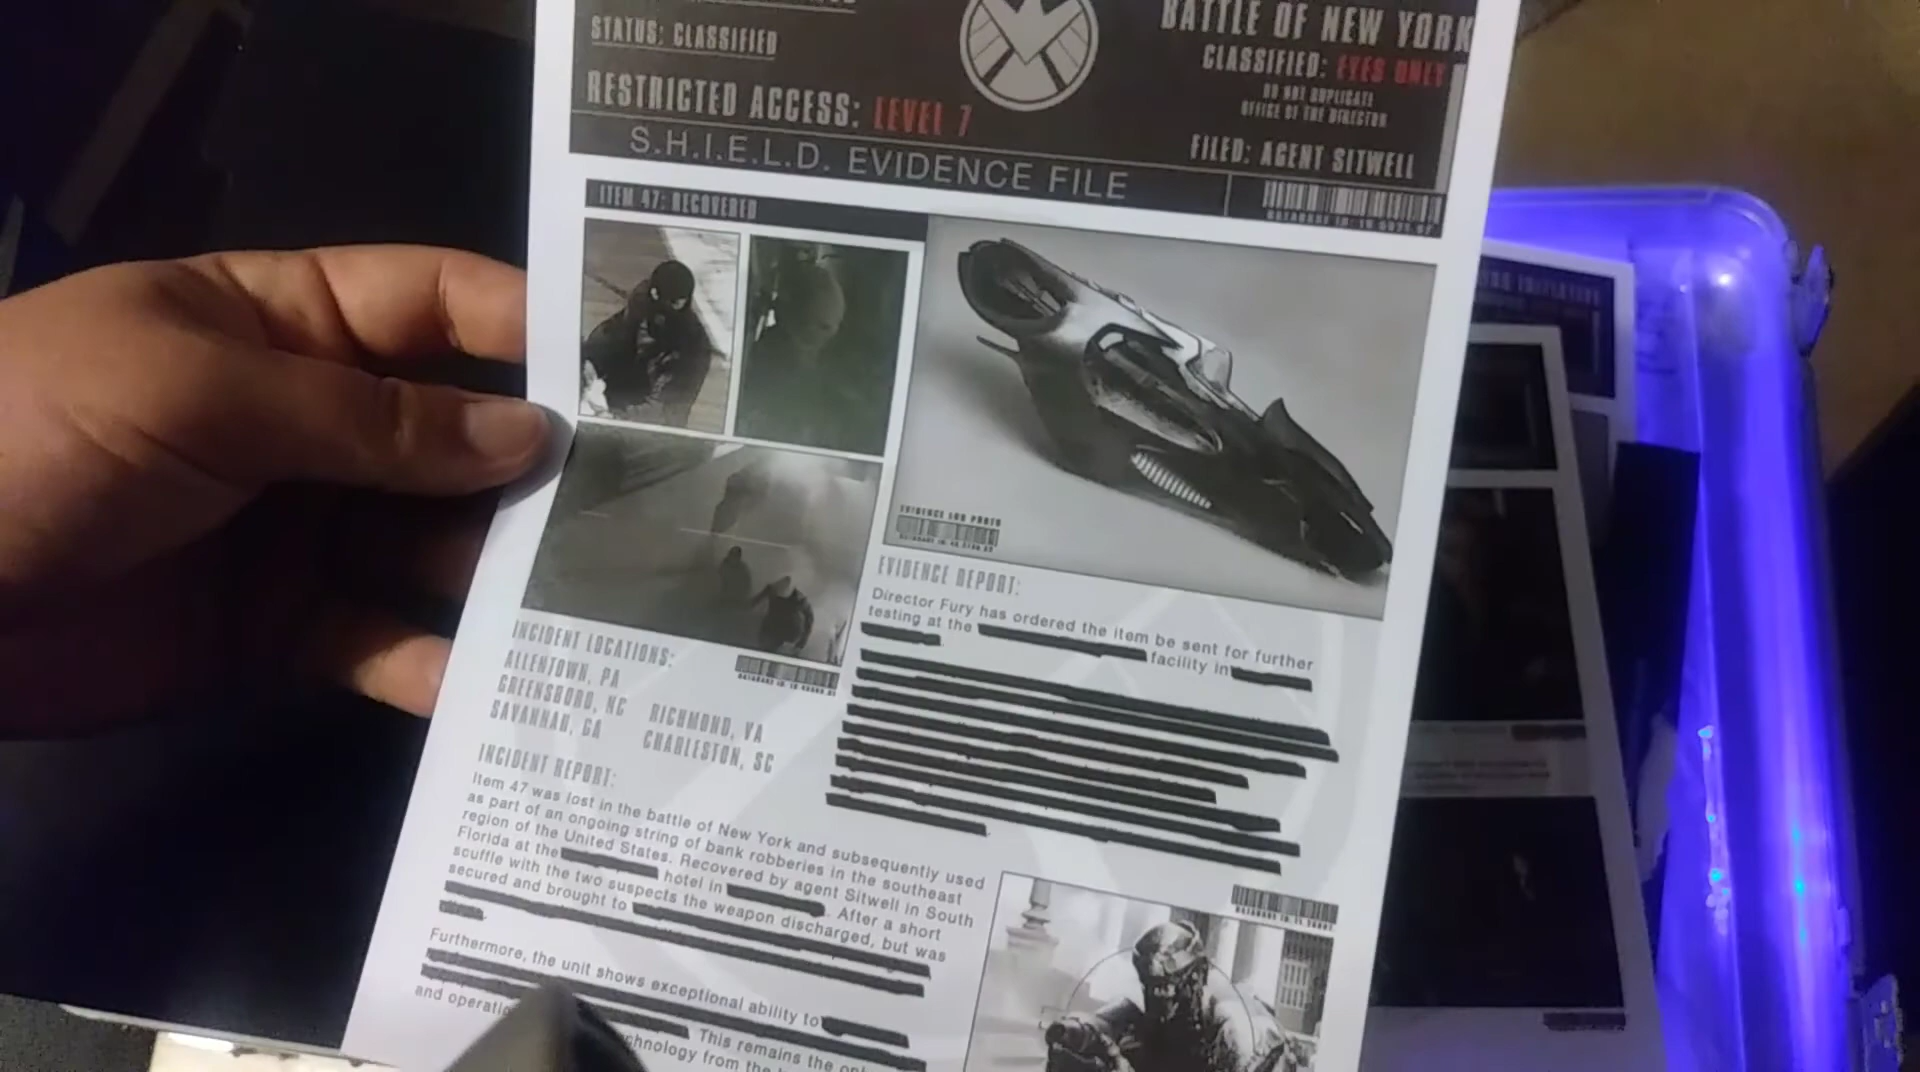 STATUS: CLASSIFIED
RESTRICTED ACCESS: LEVEL 7
BATTLE OF NEW YORK
CLASSIFIED: EYES ONLY
DO NOT DUPLICATE
OFFICE OF THE DIRECTOR
FILED: AGENT SITWELL
S.H.I.E.L.D. EVIDENCE FILE
ITEM 47: RECOVERED
EVIDENCE LOG PHOTO
EVIDENCE REPORT:
Director Fury has ordered the item be sent for further
testing at the facility in
INCIDENT LOCATIONS:
ALLENTOWN, PA
GREENSBORO, NC
SAVANNAH, GA
RICHMOND, VA
CHARLESTON, SC
INCIDENT REPORT:
Item 47 was lost in the battle of New York and subsequently used
as part of an ongoing string of bank robberies in the southeast
region of the United States. Recovered by agent Sitwell in South
Florida at the hotel in . After a short
scuffle with the two suspects the weapon discharged, but was
secured and brought to
Furthermore, the unit shows exceptional ability to
. This remains the
and from the